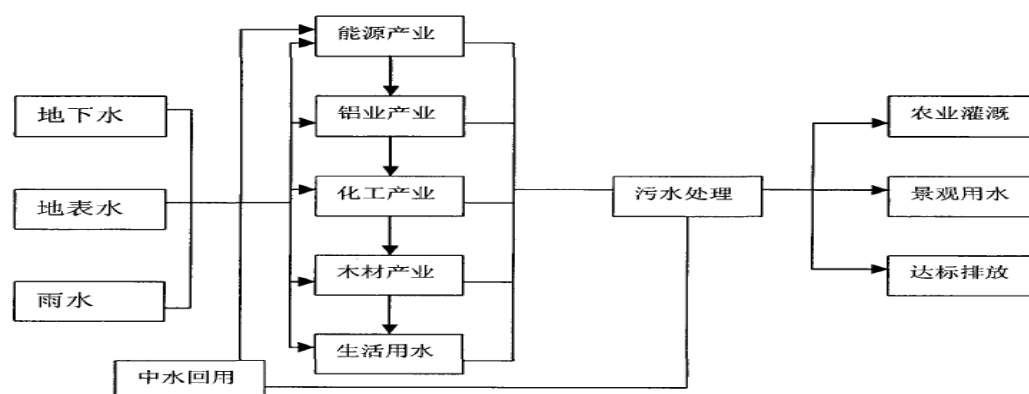 地下水
地表水
雨水
中水回用
能源产业
铝业产业
化工产业
木材产业
生活用水
污水处理
农业灌溉
景观用水
达标排放